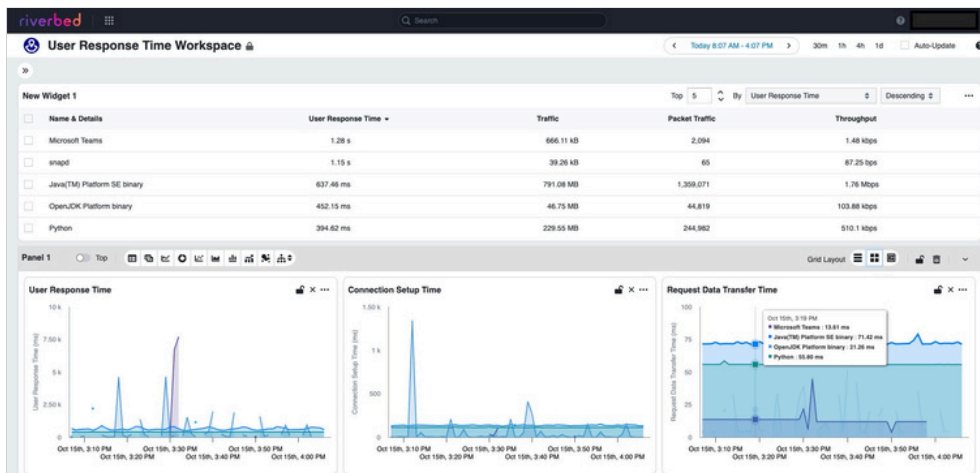 riverbed Search
User Response Time Workspace Today 8:07 AM - 4:07 PM 30m 1h 4h 1d Auto-Update
New Widget 1 Top 5 By User Response Time Descending
Name & Details User Response Time Traffic Packet Traffic Throughput
Microsoft Teams 1.28 s 666.11 kB 2,094 1.48 kbps
snapd 1.15 s 39.26 kB 65 87.25 bps
Java(TM) Platform SE binary 637.46 ms 791.08 MB 1,359,071 1.76 Mbps
OpenJDK Platform binary 452.15 ms 46.75 MB 44,819 103.88 kbps
Python 394.62 ms 229.55 MB 244,982 510.1 kbps
Panel 1 Top Grid Layout
User Response Time
10 k
7.50 k
5 k
2.50 k
0
User Response Time (ms)
Oct 15th, 3:10 PM Oct 15th, 3:30 PM Oct 15th, 3:50 PM
Oct 15th, 3:20 PM Oct 15th, 3:40 PM Oct 15th, 4:00 PM
Connection Setup Time
1.50 k
1 k
500
0
Connection Setup Time (ms)
Oct 15th, 3:10 PM Oct 15th, 3:30 PM Oct 15th, 3:50 PM
Oct 15th, 3:20 PM Oct 15th, 3:40 PM Oct 15th, 4:00 PM
Request Data Transfer Time
100
75
50
25
0
Request Data Transfer Time (ms)
Oct 15th, 3:19 PM
Microsoft Teams : 13.61 ms
Java(TM) Platform SE binary : 71.42 ms
OpenJDK Platform binary : 21.26 ms
Python : 55.80 ms
Oct 15th, 3:10 PM Oct 15th, 3:30 PM Oct 15th, 3:50 PM
Oct 15th, 3:20 PM Oct 15th, 3:40 PM Oct 15th, 4:00 PM